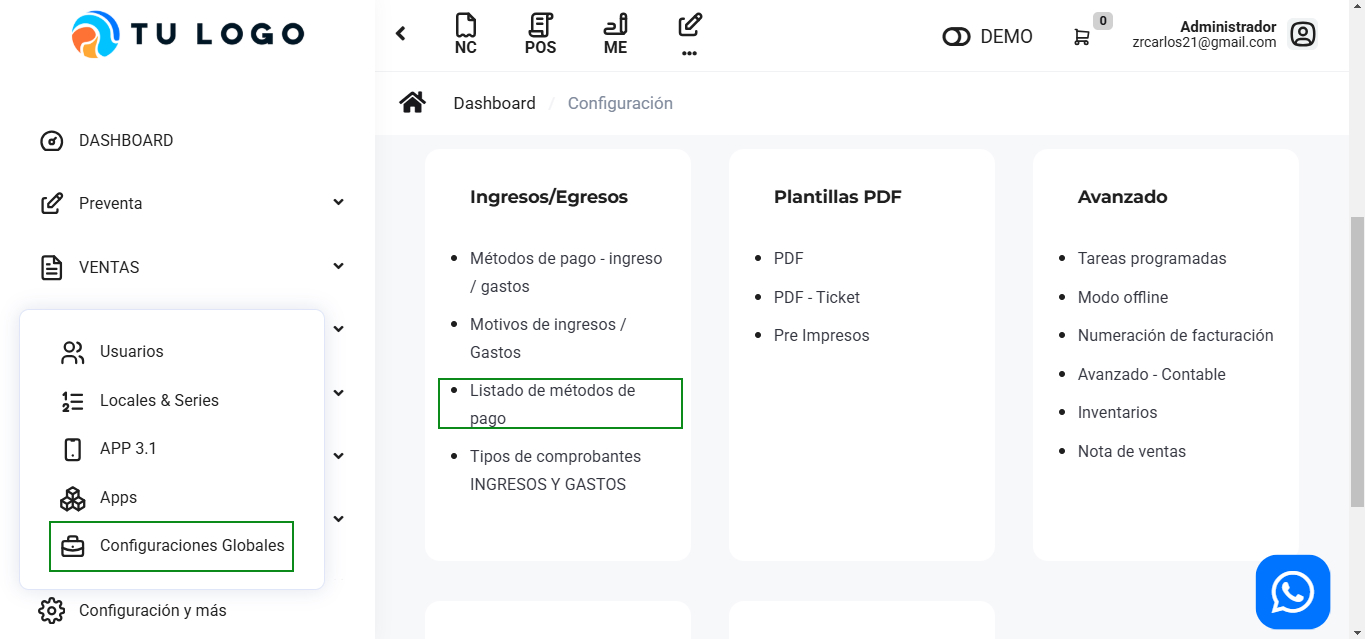 TU LOGO
NC
POS
ME
...
DEMO
0
Administrador
zrcarlos21@gmail.com
Dashboard / Configuración
DASHBOARD
Preventa
VENTAS
Usuarios
Locales & Series
APP 3.1
Apps
Configuraciones Globales
Configuración y más
Ingresos/Egresos
Métodos de pago - ingreso
/ gastos
Motivos de ingresos /
Gastos
Listado de métodos de
pago
Tipos de comprobantes
INGRESOS Y GASTOS
Plantillas PDF
PDF
PDF - Ticket
Pre Impresos
Avanzado
Tareas programadas
Modo offline
Numeración de facturación
Avanzado - Contable
Inventarios
Nota de ventas